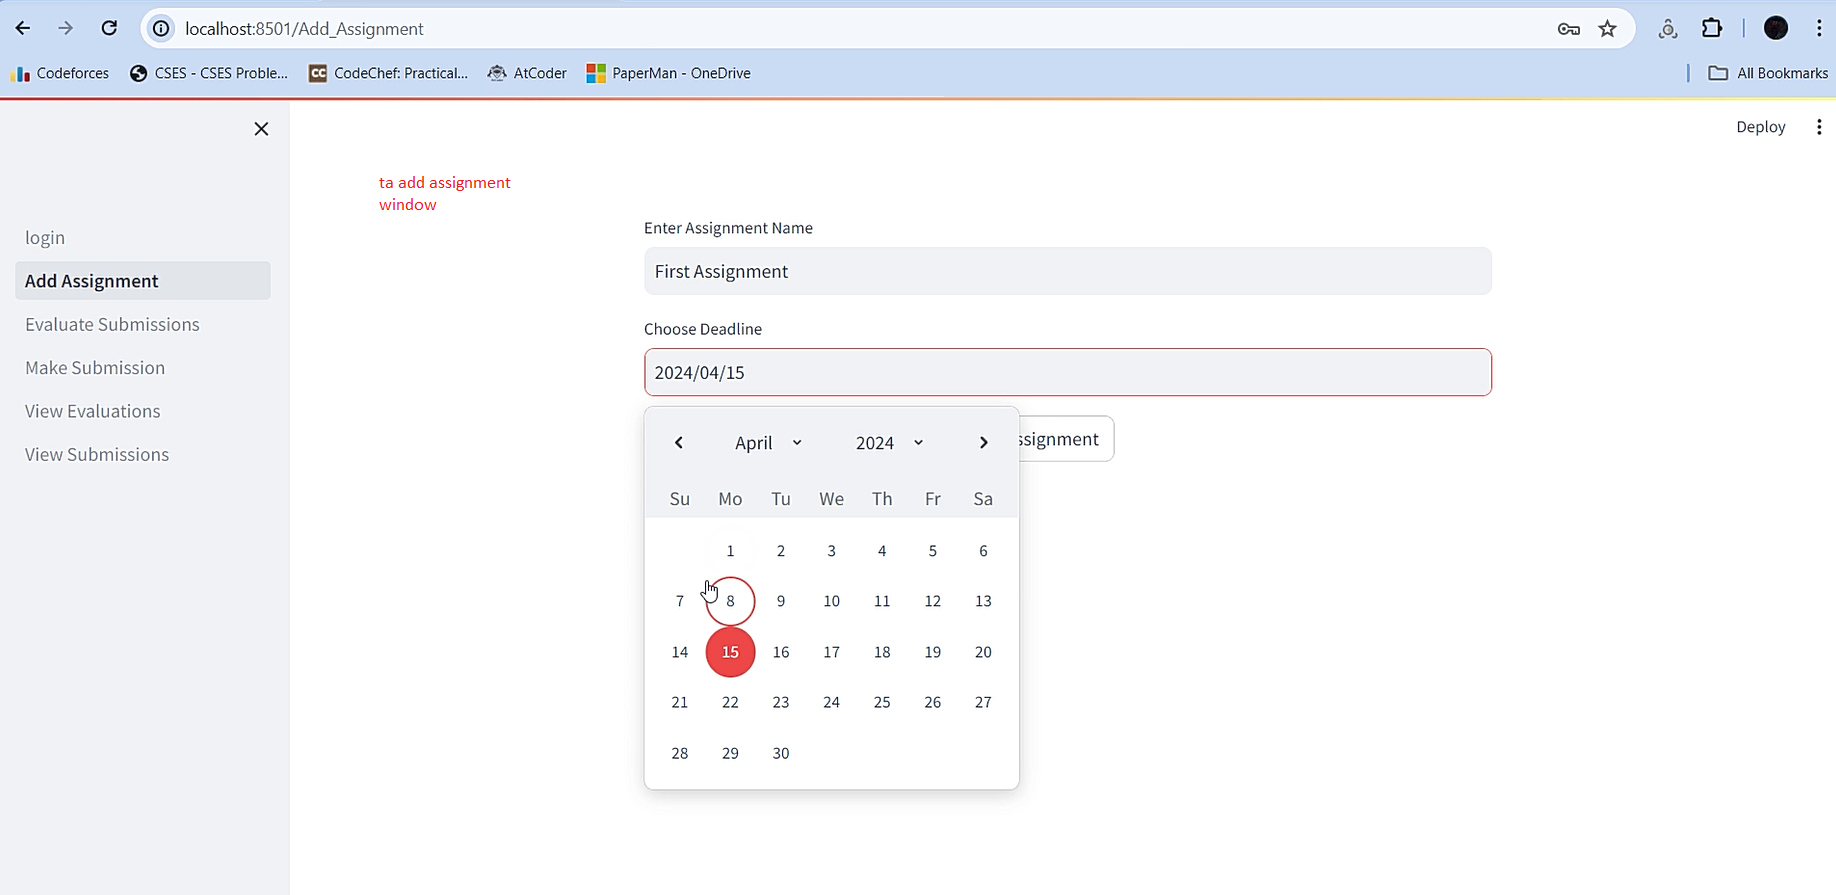 localhost:8501/Add_Assignment
Codeforces
CSES - CSES Proble...
CodeChef: Practical...
AtCoder
PaperMan - OneDrive
All Bookmarks
Deploy
ta add assignment
window
login
Add Assignment
Evaluate Submissions
Make Submission
View Evaluations
View Submissions
Enter Assignment Name
First Assignment
Choose Deadline
2024/04/15
ssignment
April 2024
Su Mo Tu We Th Fr Sa
1 2 3 4 5 6
7 8 9 10 11 12 13
14 15 16 17 18 19 20
21 22 23 24 25 26 27
28 29 30